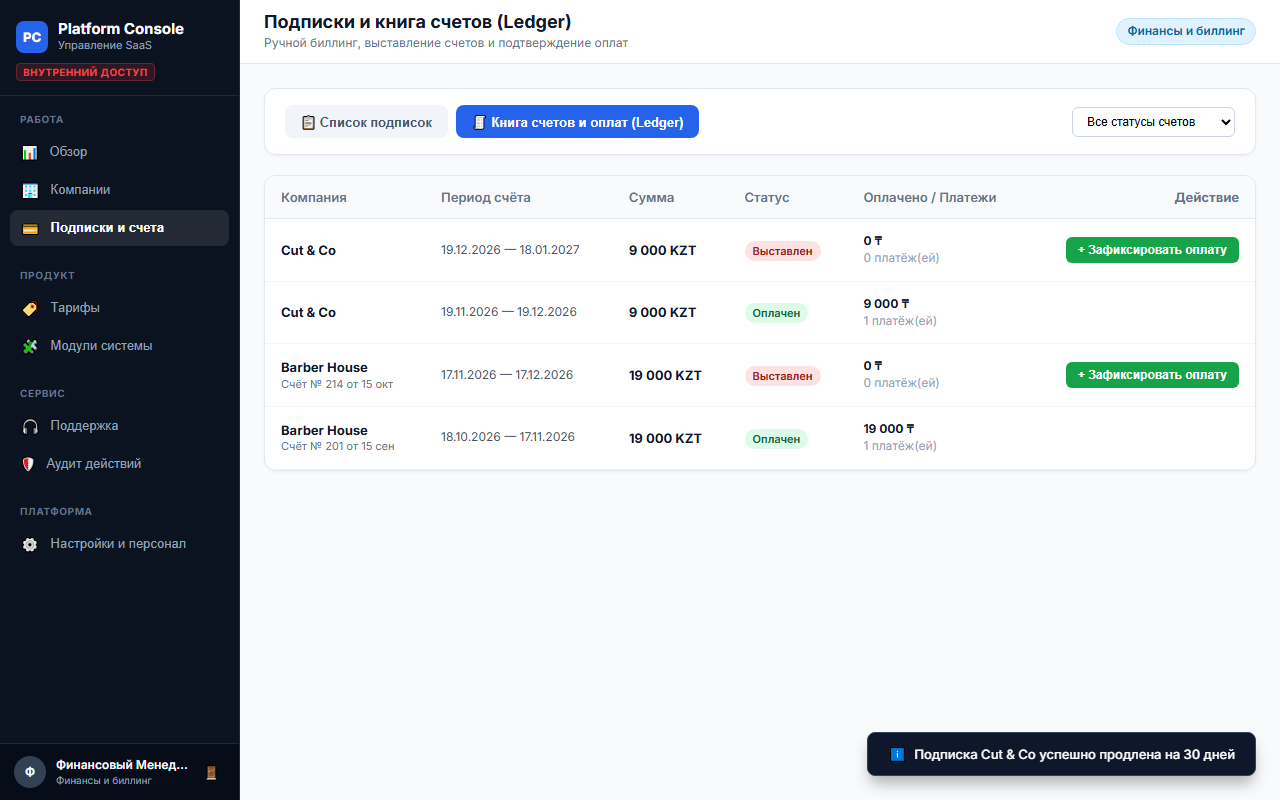 PC
Platform Console
Управление SaaS
ВНУТРЕННИЙ ДОСТУП
РАБОТА
Обзор
Компании
Подписки и счета
ПРОДУКТ
Тарифы
Модули системы
СЕРВИС
Поддержка
Аудит действий
ПЛАТФОРМА
Настройки и персонал
Ф
Финансовый Менед...
Финансы и биллинг
Подписки и книга счетов (Ledger)
Ручной биллинг, выставление счетов и подтверждение оплат
Финансы и биллинг
Список подписок
Книга счетов и оплат (Ledger)
Все статусы счетов
Компания Период счёта Сумма Статус Оплачено / Платежи Действие
Cut & Co 19.12.2026 — 18.01.2027 9 000 KZT Выставлен 0 ₸ + Зафиксировать оплату
0 платёж(ей)
Cut & Co 19.11.2026 — 19.12.2026 9 000 KZT Оплачен 9 000 ₸
1 платёж(ей)
Barber House 17.11.2026 — 17.12.2026 19 000 KZT Выставлен 0 ₸ + Зафиксировать оплату
Счёт № 214 от 15 окт 0 платёж(ей)
Barber House 18.10.2026 — 17.11.2026 19 000 KZT Оплачен 19 000 ₸
Счёт № 201 от 15 сен 1 платёж(ей)
Подписка Cut & Co успешно продлена на 30 дней